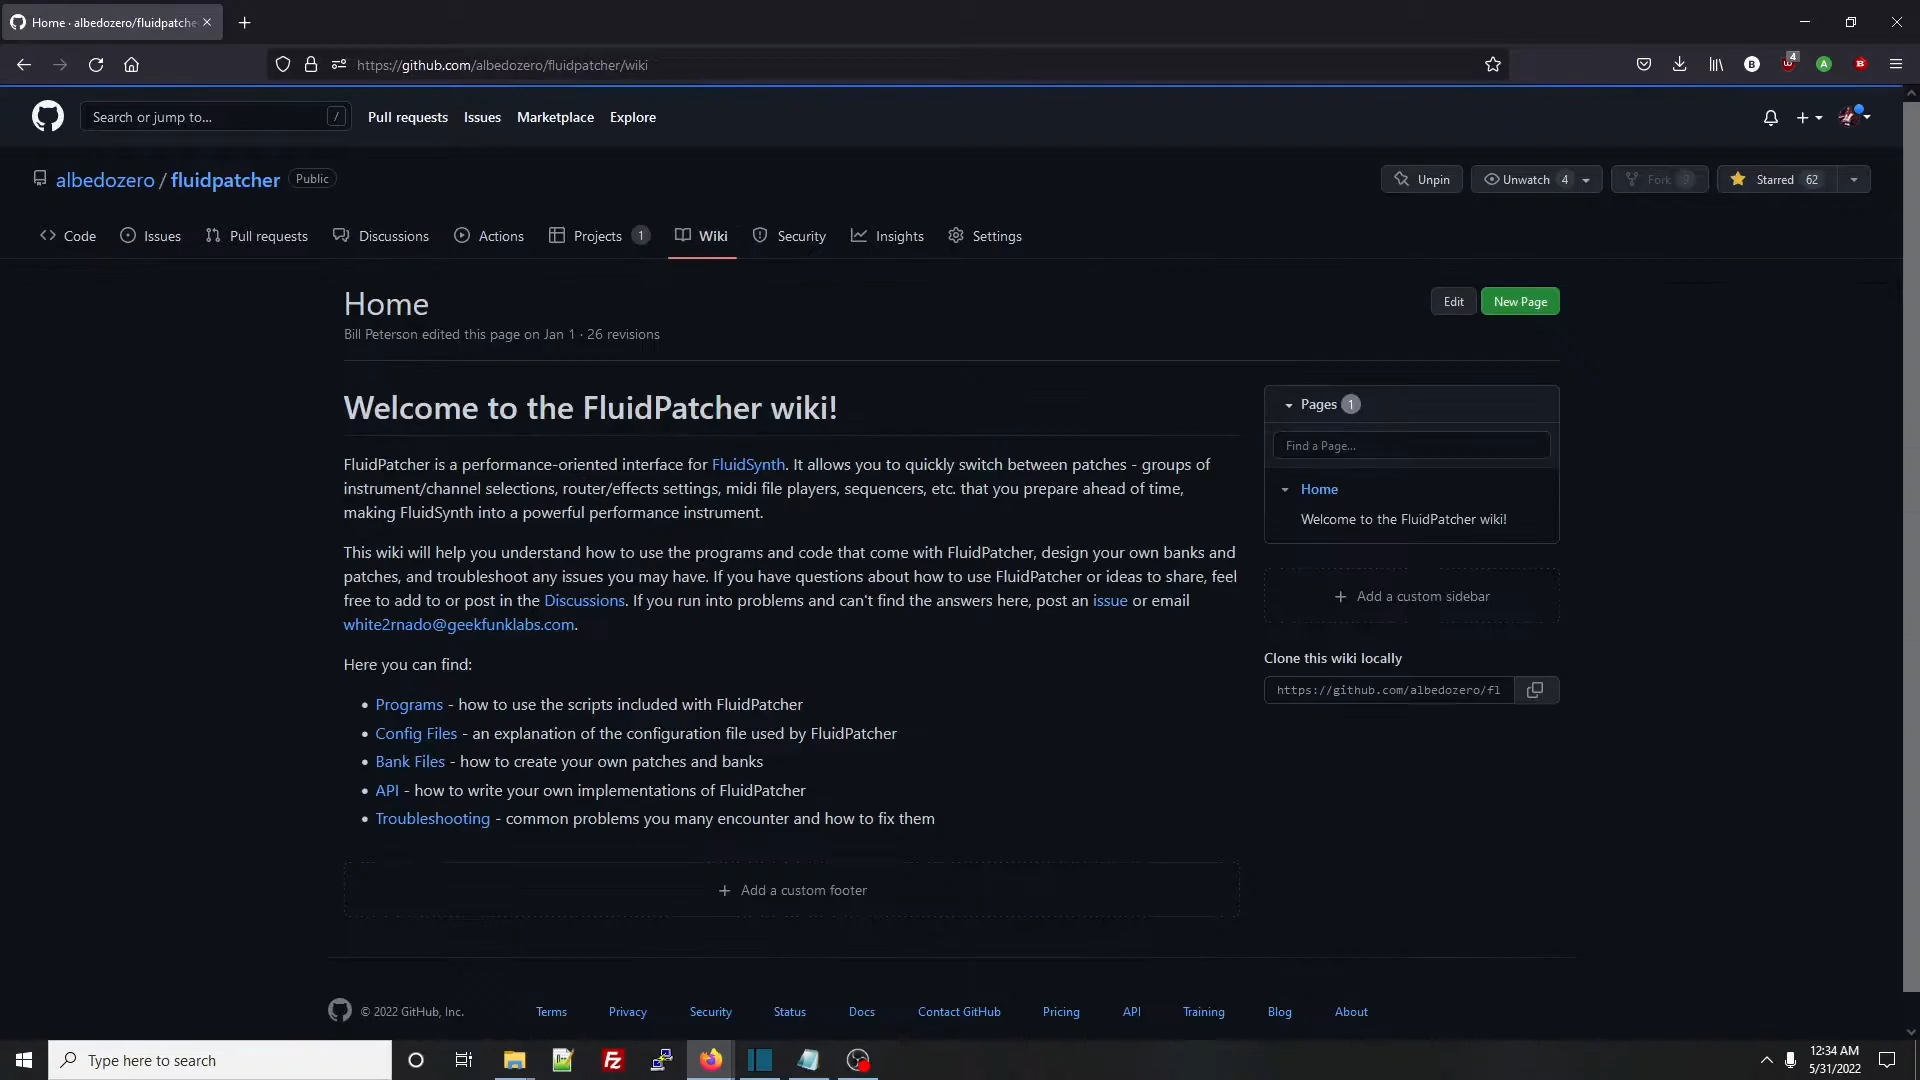 Home · albedozero/fluidpatche
https://github.com/albedozero/fluidpatcher/wiki
4
Search or jump to...
/
Pull requests
Issues
Marketplace
Explore
albedozero / fluidpatcher
Public
Unpin
Unwatch 4
Fork 9
Starred 62
Code
Issues
Pull requests
Discussions
Actions
Projects 1
Wiki
Security
Insights
Settings
Home
Edit
New Page
Bill Peterson edited this page on Jan 1 · 26 revisions
Welcome to the FluidPatcher wiki!
FluidPatcher is a performance-oriented interface for FluidSynth. It allows you to quickly switch between patches - groups of
instrument/channel selections, router/effects settings, midi file players, sequencers, etc. that you prepare ahead of time,
making FluidSynth into a powerful performance instrument.
This wiki will help you understand how to use the programs and code that come with FluidPatcher, design your own banks and
patches, and troubleshoot any issues you may have. If you have questions about how to use FluidPatcher or ideas to share, feel
free to add to or post in the Discussions. If you run into problems and can't find the answers here, post an issue or email
white2rnado@geekfunklabs.com.
Here you can find:
• Programs - how to use the scripts included with FluidPatcher
• Config Files - an explanation of the configuration file used by FluidPatcher
• Bank Files - how to create your own patches and banks
• API - how to write your own implementations of FluidPatcher
• Troubleshooting - common problems you many encounter and how to fix them
Add a custom footer
Pages 1
Find a Page...
Home
Welcome to the FluidPatcher wiki!
Add a custom sidebar
Clone this wiki locally
https://github.com/albedozero/fl
© 2022 GitHub, Inc.
Terms
Privacy
Security
Status
Docs
Contact GitHub
Pricing
API
Training
Blog
About
Type here to search
12:34 AM
5/31/2022